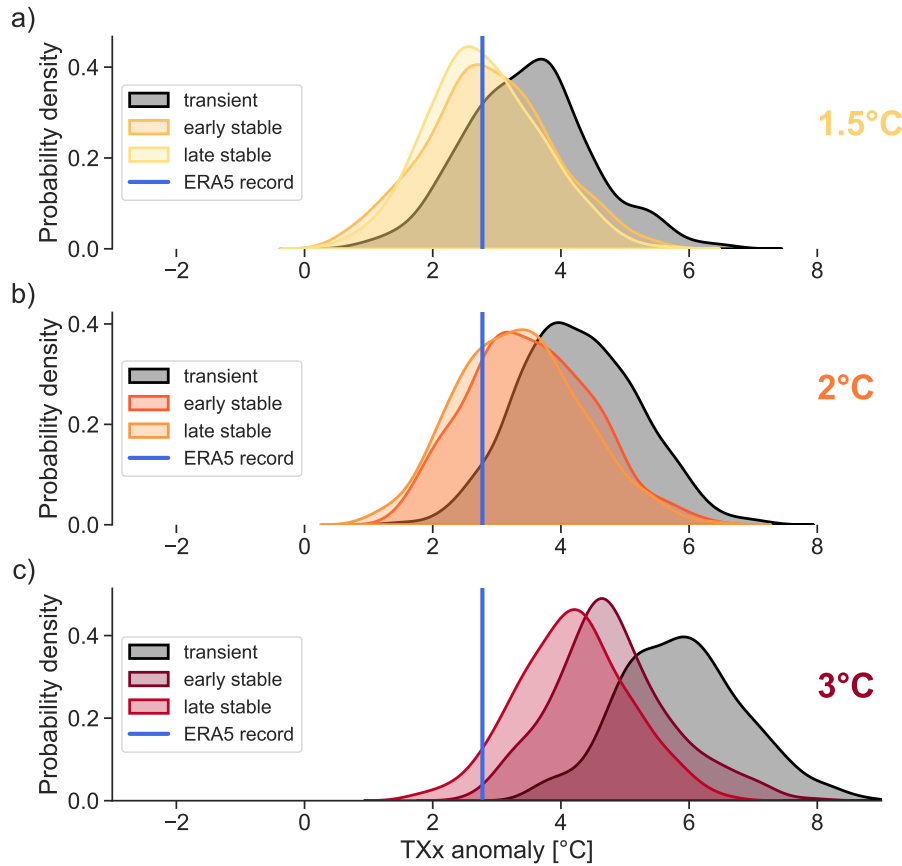 a)
Probability density
0.4
0.2
0.0
transient
early stable
late stable
ERA5 record
1.5°C
−2 0 2 4 6 8
b)
Probability density
0.4
0.2
0.0
transient
early stable
late stable
ERA5 record
2°C
−2 0 2 4 6 8
c)
Probability density
0.4
0.2
0.0
transient
early stable
late stable
ERA5 record
3°C
−2 0 2 4 6 8
TXx anomaly [°C]